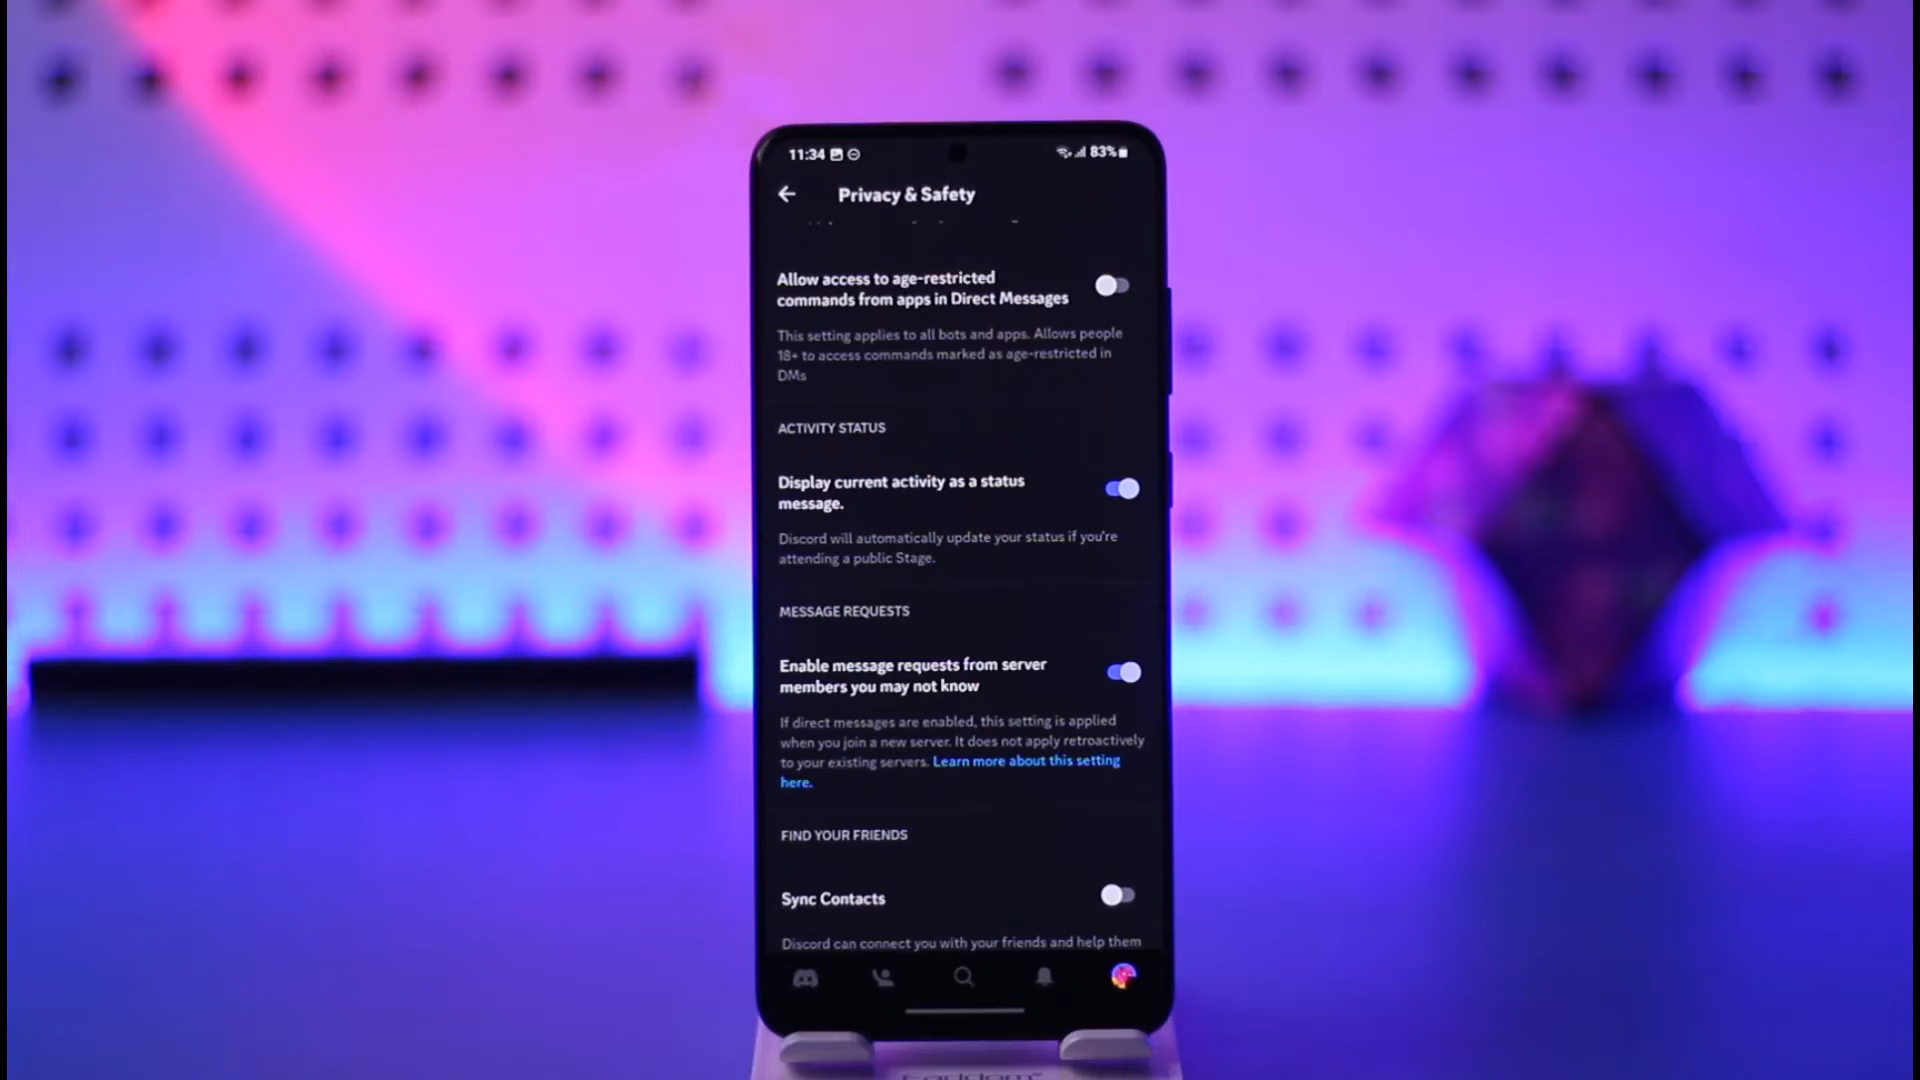 11:34
83%
Privacy & Safety
Allow access to age-restricted
commands from apps in Direct Messages
This setting applies to all bots and apps. Allows people
18+ to access commands marked as age-restricted in
DMs
ACTIVITY STATUS
Display current activity as a status
message.
Discord will automatically update your status if you're
attending a public Stage.
MESSAGE REQUESTS
Enable message requests from server
members you may not know
If direct messages are enabled, this setting is applied
when you join a new server. It does not apply retroactively
to your existing servers. Learn more about this setting
here.
FIND YOUR FRIENDS
Sync Contacts
Discord can connect you with your friends and help them